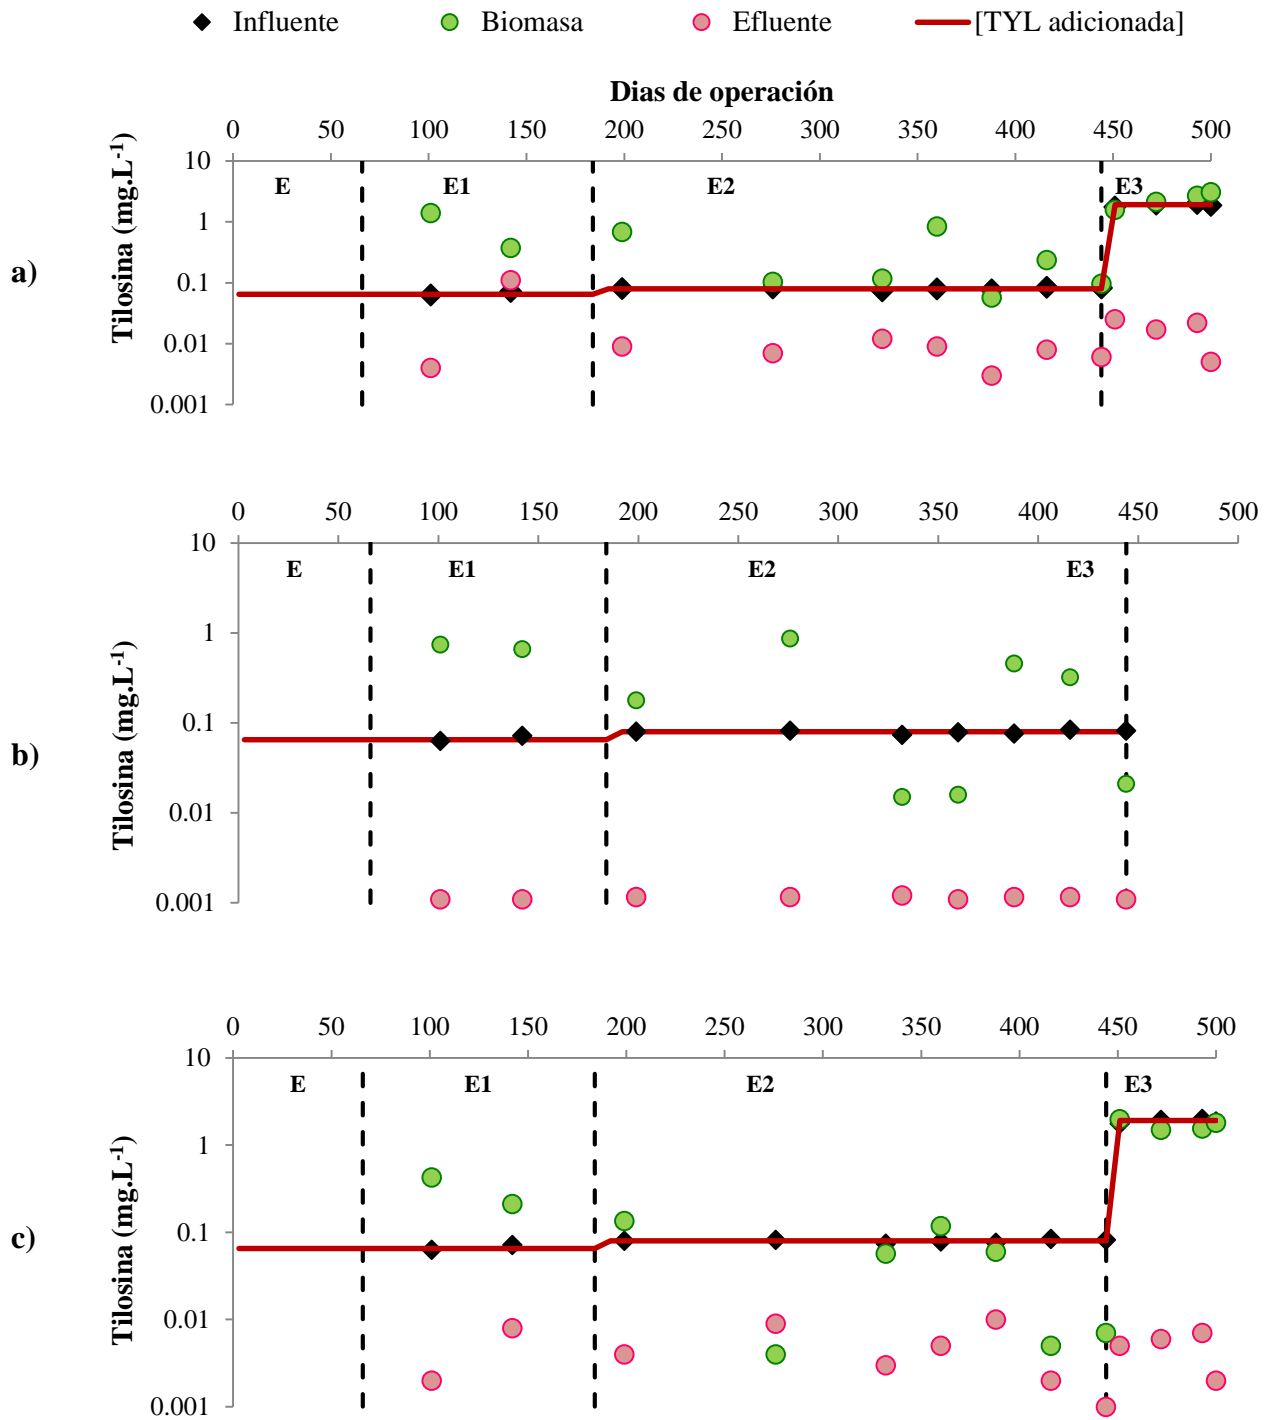 Influente Biomasa Efluente [TYL adicionada]
Dias de operación
0 50 100 150 200 250 300 350 400 450 500
10
E E1 E2 E3
1
0.1
0.01
0.001
Tilosina (mg.L-1)
a)
0 50 100 150 200 250 300 350 400 450 500
10
E E1 E2 E3
1
0.1
0.01
0.001
Tilosina (mg.L-1)
b)
0 50 100 150 200 250 300 350 400 450 500
10
E E1 E2 E3
1
0.1
0.01
0.001
Tilosina (mg.L-1)
c)